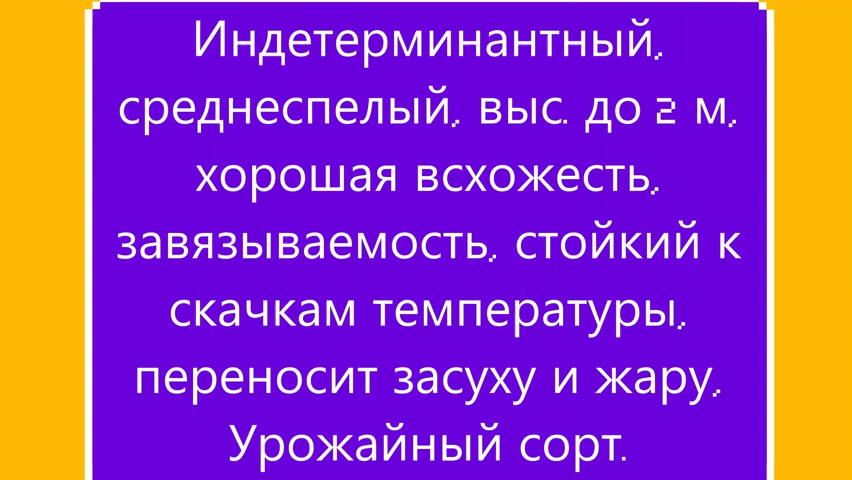 Индетерминантный,
среднеспелый, выс. до 2 м,
хорошая всхожесть,
завязываемость, стойкий к
скачкам температуры,
переносит засуху и жару,
Урожайный сорт.